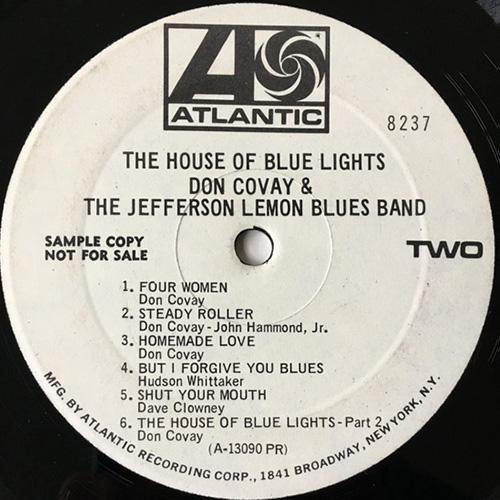 ATLANTIC
8237
THE HOUSE OF BLUE LIGHTS
DON COVAY &
THE JEFFERSON LEMON BLUES BAND
SAMPLE COPY
NOT FOR SALE
TWO
1. FOUR WOMEN
Don Covay
2. STEADY ROLLER
Don Covay - John Hammond, Jr.
3. HOMEMADE LOVE
Don Covay
4. BUT I FORGIVE YOU BLUES
Hudson Whittaker
5. SHUT YOUR MOUTH
Dave Clowney
6. THE HOUSE OF BLUE LIGHTS - Part 2
Don Covay
(A-13090 PR)
MFG. BY ATLANTIC RECORDING CORP., 1841 BROADWAY, NEW YORK, N.Y.